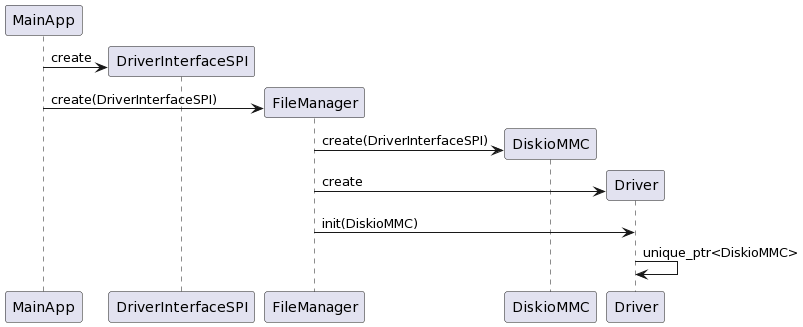 MainApp
create
DriverInterfaceSPI
create(DriverInterfaceSPI)
FileManager
create(DriverInterfaceSPI)
DiskioMMC
create
Driver
init(DiskioMMC)
unique_ptr<DiskioMMC>
MainApp
DriverInterfaceSPI
FileManager
DiskioMMC
Driver